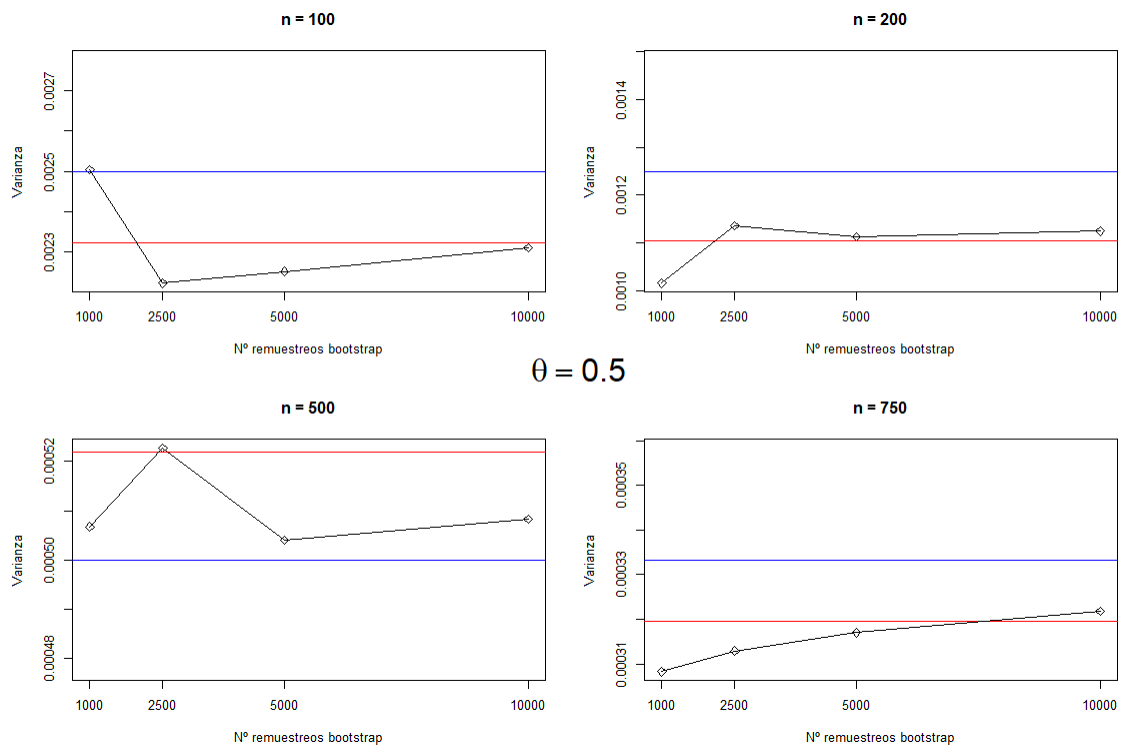 n = 100
Varianza
0.0027
0.0025
0.0023
1000 2500 5000 10000
Nº remuestreos bootstrap
n = 200
Varianza
0.0014
0.0012
0.0010
1000 2500 5000 10000
Nº remuestreos bootstrap
θ = 0.5
n = 500
Varianza
0.00052
0.00050
0.00048
1000 2500 5000 10000
Nº remuestreos bootstrap
n = 750
Varianza
0.00035
0.00033
0.00031
1000 2500 5000 10000
Nº remuestreos bootstrap